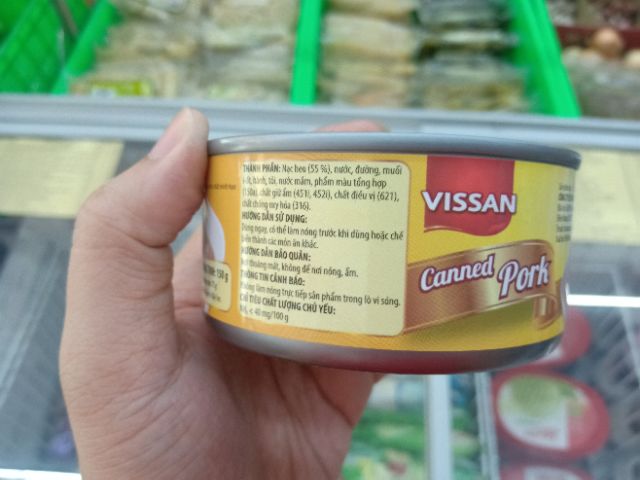 THÀNH PHẦN: Nạc heo (55 %), nước, đường, muối
i-ốt, hành, tỏi, nước mắm, phẩm màu tổng hợp
(150a), chất giữ ẩm (451i, 452i), chất điều vị (621),
chất chống oxy hóa (316).
HƯỚNG DẪN SỬ DỤNG:
Dùng ngay, có thể làm nóng trước khi dùng hoặc chế
biến thành các món ăn khác.
HƯỚNG DẪN BẢO QUẢN:
Nơi thoáng mát, không để nơi nóng, ẩm.
THÔNG TIN CẢNH BÁO:
Không làm nóng trực tiếp sản phẩm trong lò vi sóng.
CHỈ TIÊU CHẤT LƯỢNG CHỦ YẾU:
NH₃ < 40 mg/100 g
150 g
VISSAN
Canned Pork